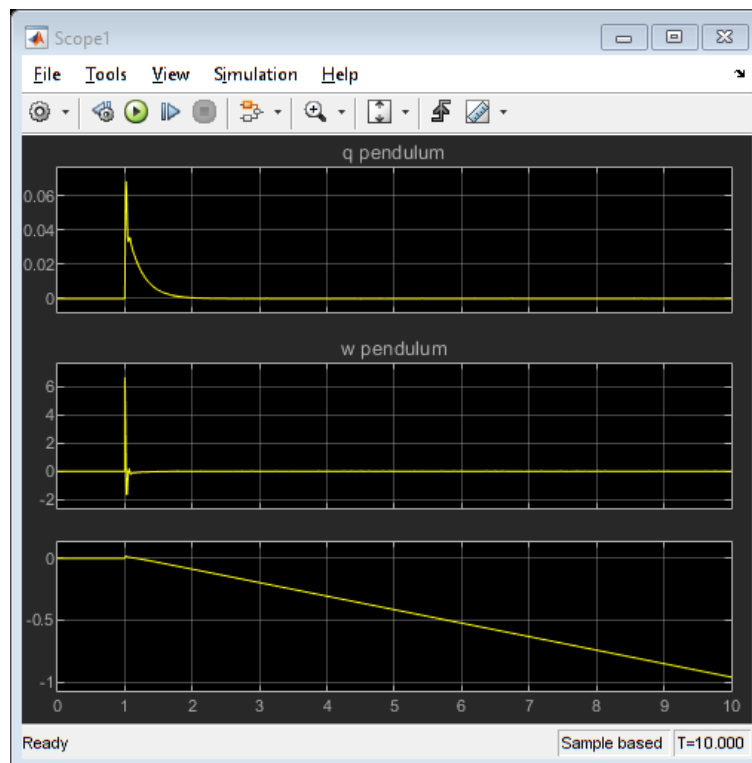 Scope1
File Tools View Simulation Help
q pendulum
0.06
0.04
0.02
0
w pendulum
6
4
2
0
-2
0
-0.5
-1
0 1 2 3 4 5 6 7 8 9 10
Ready Sample based T=10.000